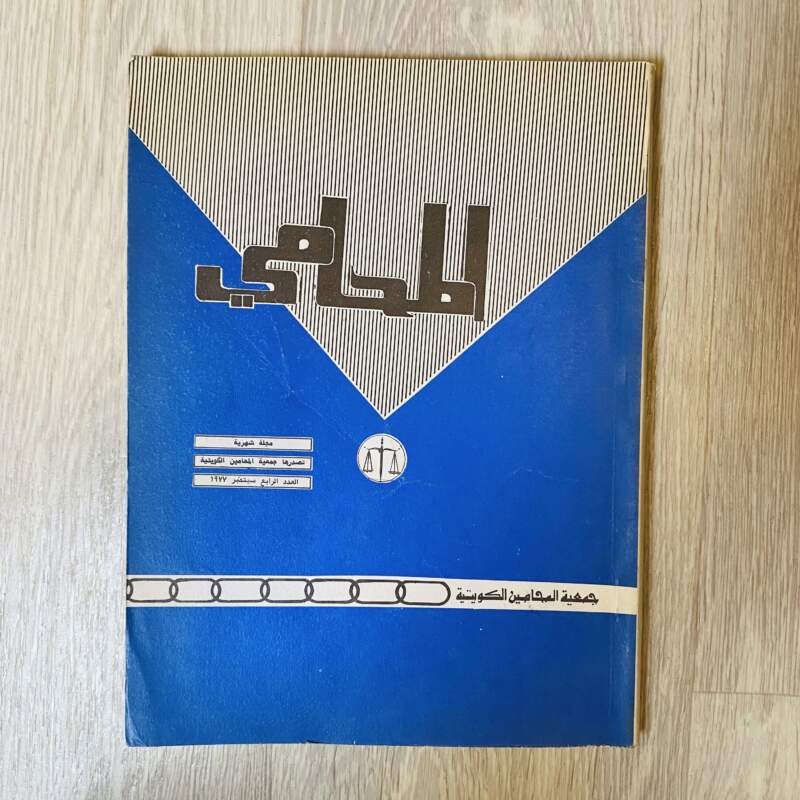 المحامي
مجلة شهرية
تصدرها جمعية المحامين الكويتية
العدد الرابع سبتمبر ١٩٧٧
جمعية المحامين الكويتية